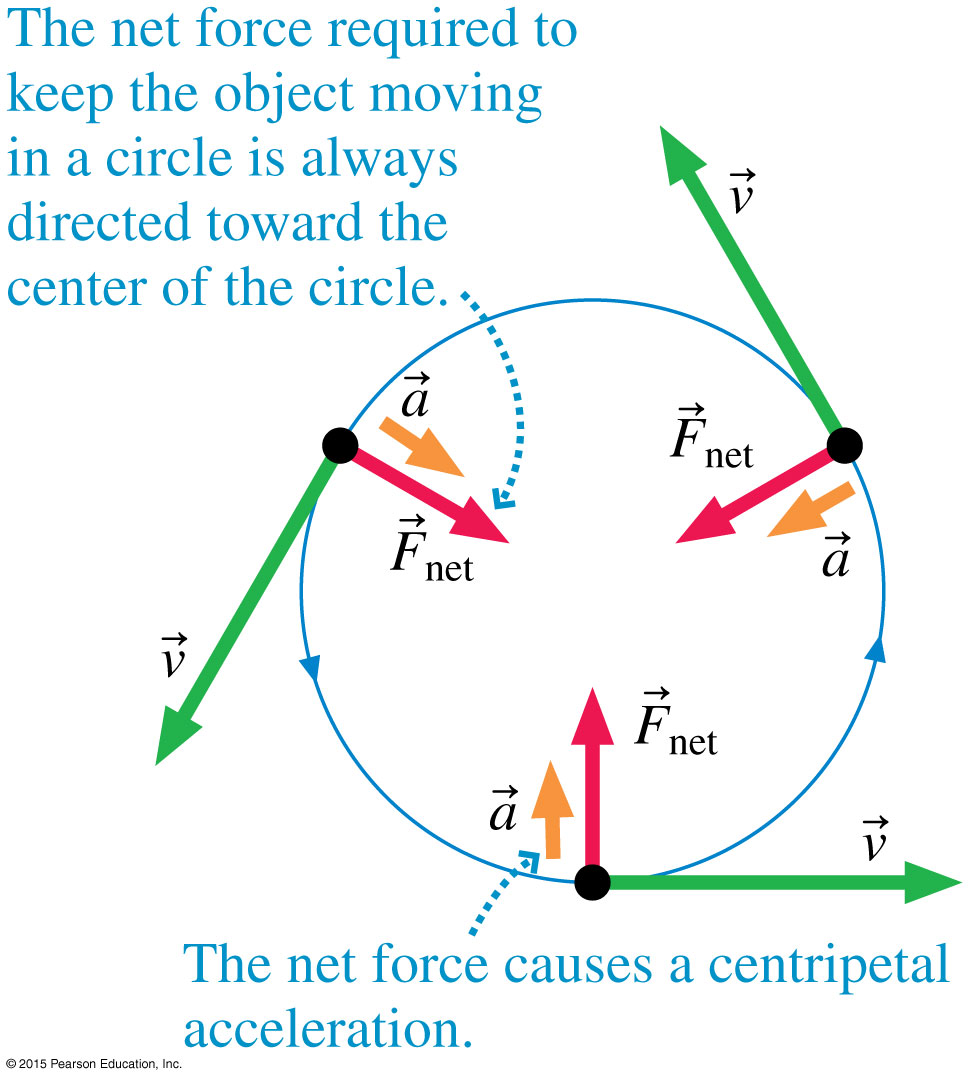 The net force required to
keep the object moving
in a circle is always
directed toward the
center of the circle.
v⃗
a⃗
F⃗net
F⃗net
a⃗
v⃗
F⃗net
a⃗
v⃗
The net force causes a centripetal
acceleration.
© 2015 Pearson Education, Inc.